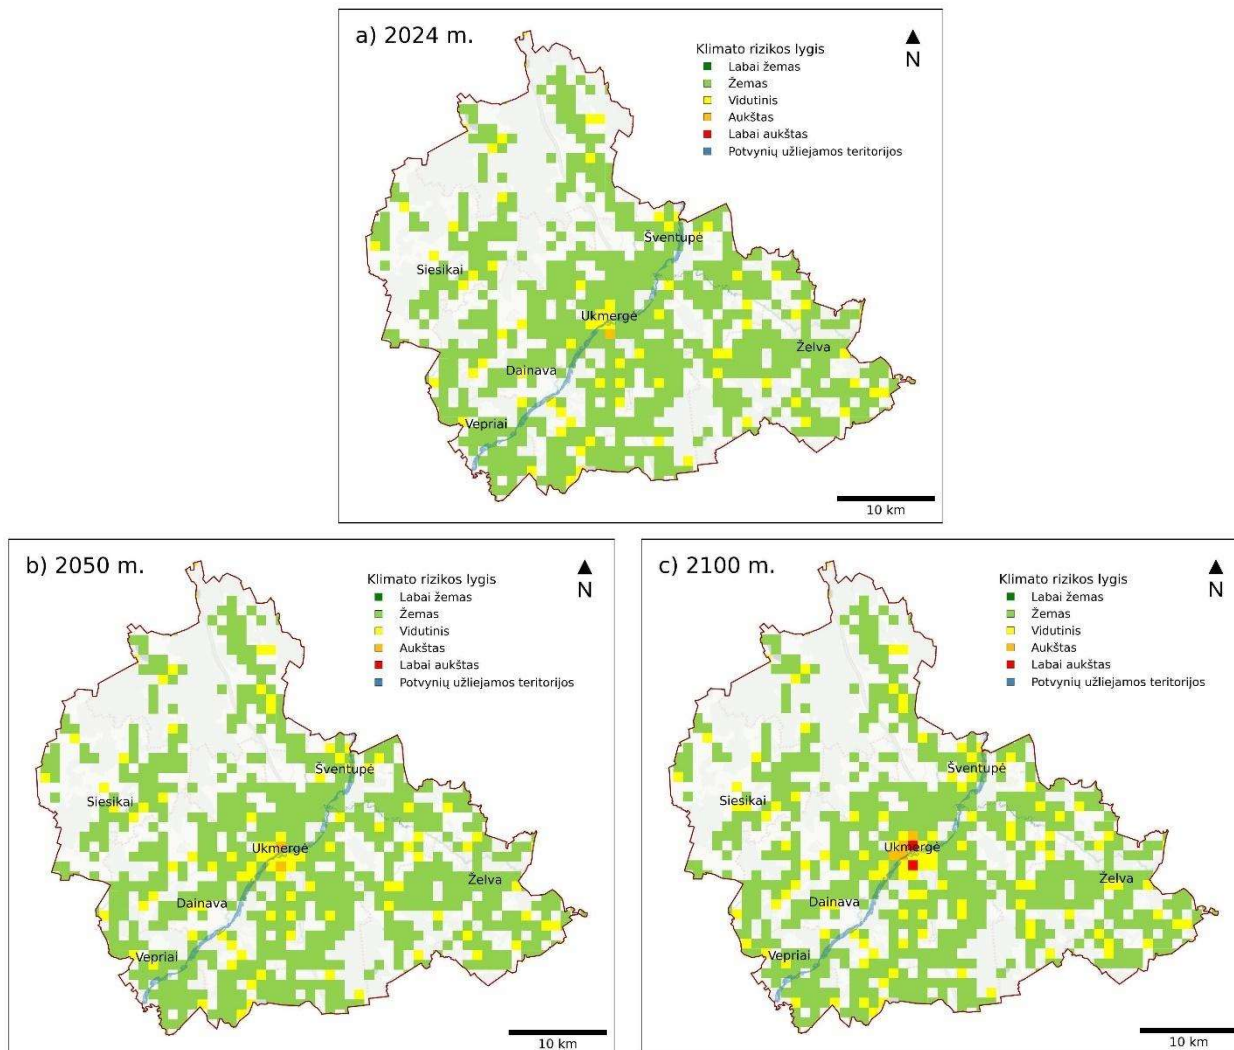 a) 2024 m.
Klimato rizikos lygis
Labai žemas
Žemas
Vidutinis
Aukštas
Labai aukštas
Potvynių užliejamos teritorijos
N
Šventupė
Siesikai
Ukmergė
Želva
Dainava
Vepriai
10 km
b) 2050 m.
Klimato rizikos lygis
Labai žemas
Žemas
Vidutinis
Aukštas
Labai aukštas
Potvynių užliejamos teritorijos
N
Šventupė
Siesikai
Ukmergė
Želva
Dainava
Vepriai
10 km
c) 2100 m.
Klimato rizikos lygis
Labai žemas
Žemas
Vidutinis
Aukštas
Labai aukštas
Potvynių užliejamos teritorijos
N
Šventupė
Siesikai
Ukmergė
Želva
Dainava
Vepriai
10 km